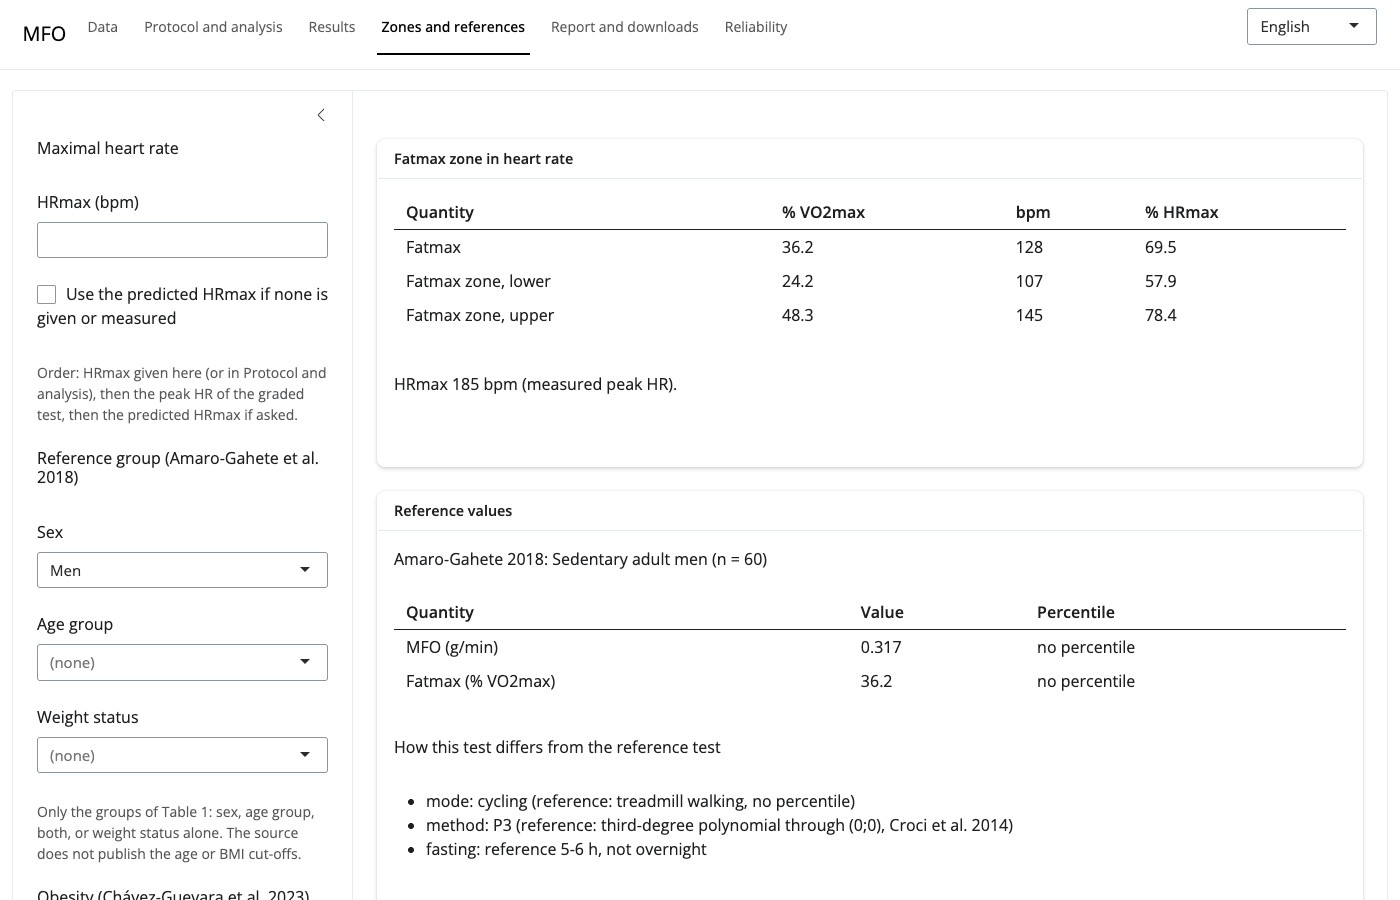 MFO
Data
Protocol and analysis
Results
Zones and references
Report and downloads
Reliability
English
Maximal heart rate
HRmax (bpm)
Use the predicted HRmax if none is
given or measured
Order: HRmax given here (or in Protocol and
analysis), then the peak HR of the graded
test, then the predicted HRmax if asked.
Reference group (Amaro-Gahete et al.
2018)
Sex
Men
Age group
(none)
Weight status
(none)
Only the groups of Table 1: sex, age group,
both, or weight status alone. The source
does not publish the age or BMI cut-offs.
Obesity (Chávez-Guevara et al. 2023)
Fatmax zone in heart rate
Quantity % VO2max bpm % HRmax
Fatmax 36.2 128 69.5
Fatmax zone, lower 24.2 107 57.9
Fatmax zone, upper 48.3 145 78.4
HRmax 185 bpm (measured peak HR).
Reference values
Amaro-Gahete 2018: Sedentary adult men (n = 60)
Quantity Value Percentile
MFO (g/min) 0.317 no percentile
Fatmax (% VO2max) 36.2 no percentile
How this test differs from the reference test
• mode: cycling (reference: treadmill walking, no percentile)
• method: P3 (reference: third-degree polynomial through (0;0), Croci et al. 2014)
• fasting: reference 5-6 h, not overnight